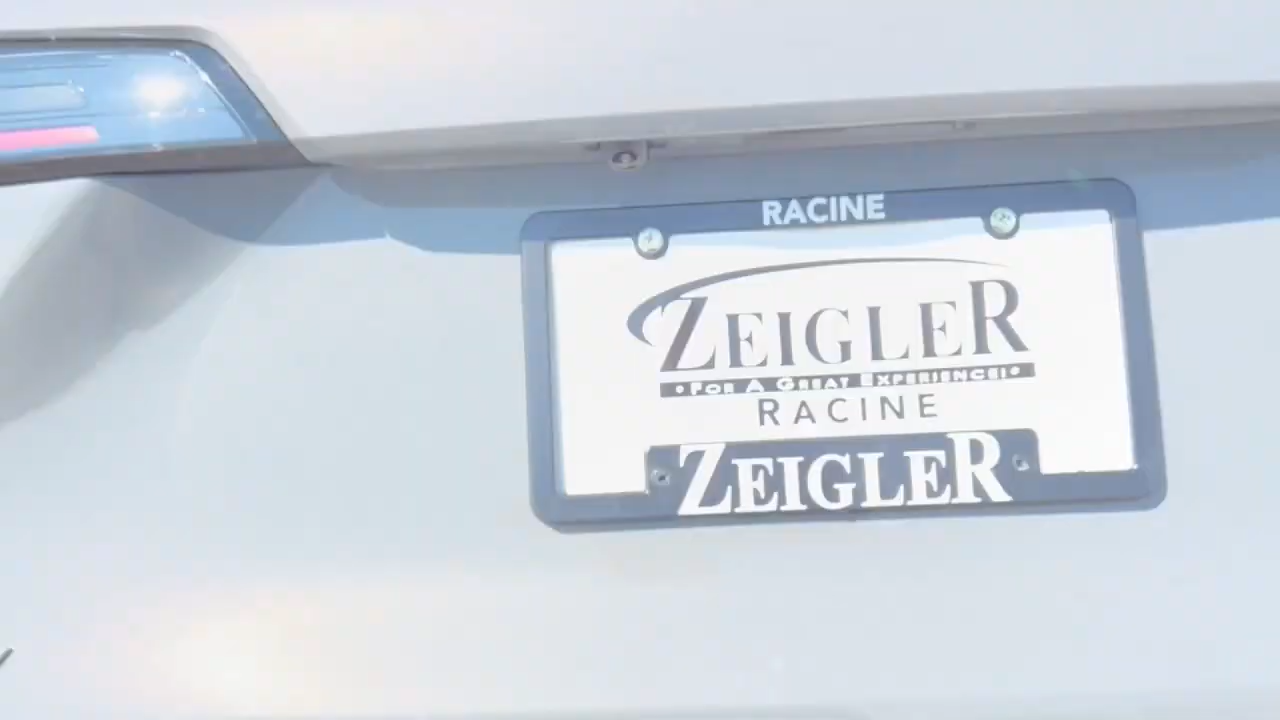 RACINE
ZEIGLER
•FOR A GREAT EXPERIENCE!•
RACINE
ZEIGLER